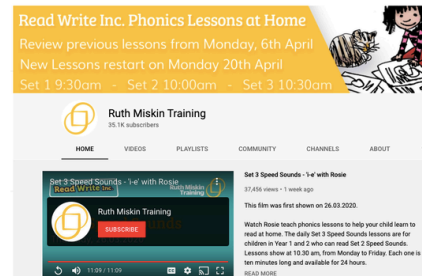 Read Write Inc. Phonics Lessons at Home
Review previous lessons from Monday, 6th April
New Lessons restart on Monday 20th April
Set 1 9:30am - Set 2 10:00am - Set 3 10:30am
Ruth Miskin Training
35.1K subscribers
HOME VIDEOS PLAYLISTS COMMUNITY CHANNELS ABOUT
Set 3 Speed Sounds - 'i-e' with Rosie
Read Write Inc.
Ruth Miskin
Training
Ruth Miskin Training
SUBSCRIBE
11:09 / 11:09
Set 3 Speed Sounds - 'i-e' with Rosie
37,456 views • 1 week ago
This film was first shown on 26.03.2020.
Watch Rosie teach phonics lessons to help your child learn to
read at home. The daily Set 3 Speed Sounds lessons are for
children in Year 1 and 2 who can read Set 2 Speed Sounds.
Lessons show at 10.30 am, from Monday to Friday. Each one is
ten minutes long and available for 24 hours.
READ MORE